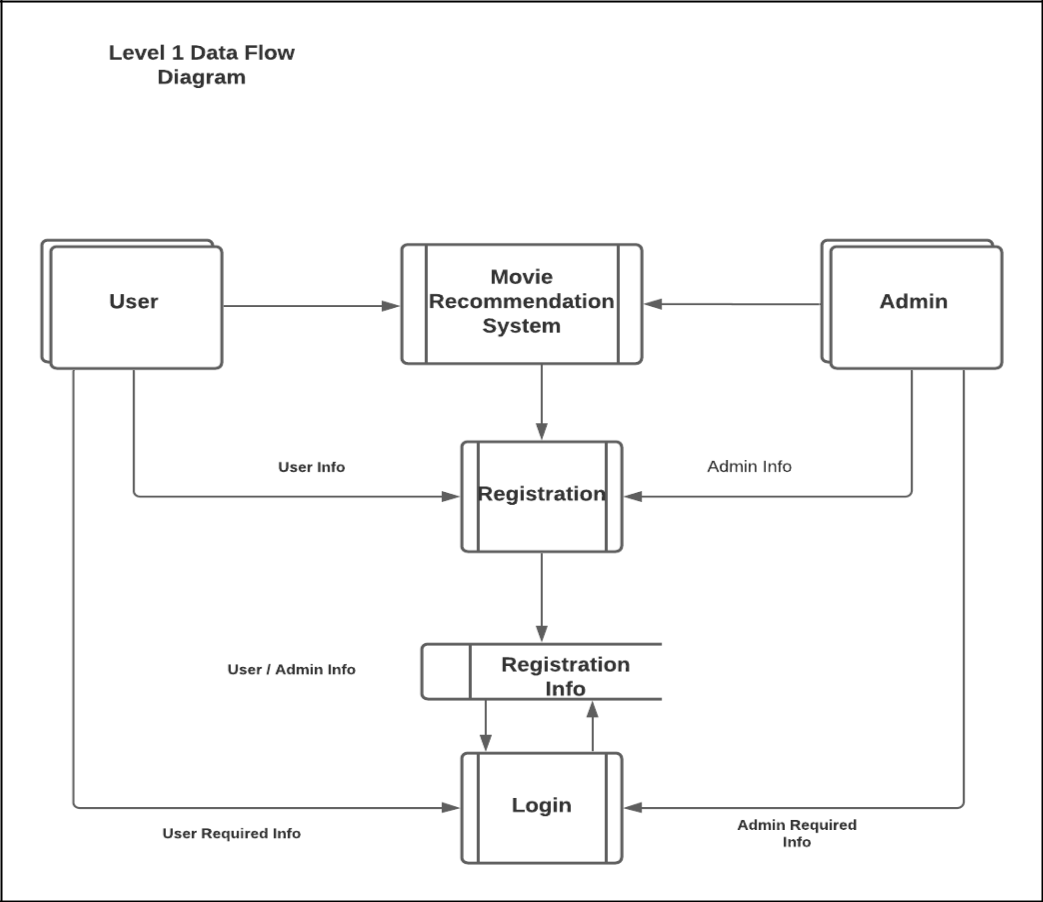 Level 1 Data Flow
Diagram
User
Movie
Recommendation
System
Admin
User Info
Admin Info
Registration
User / Admin Info
Registration
Info
Login
User Required Info
Admin Required
Info